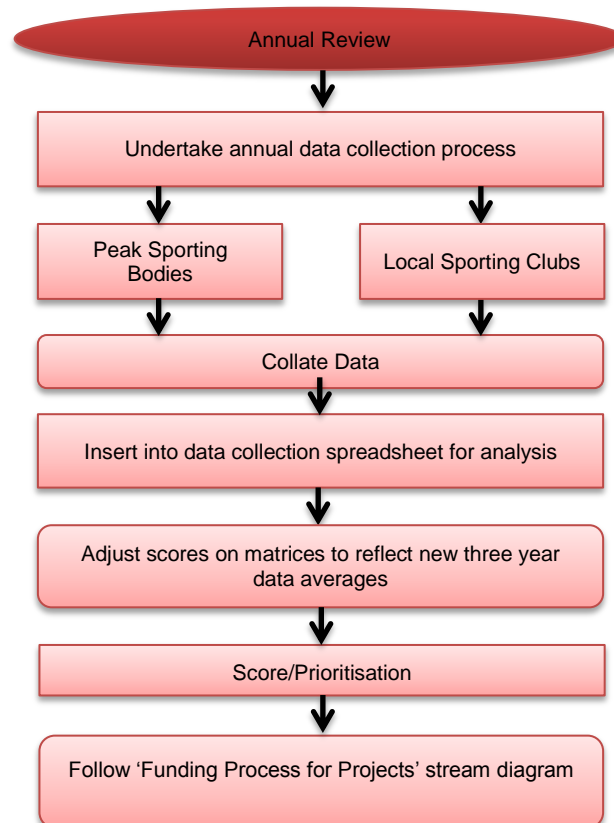 Annual Review
Undertake annual data collection process
Peak Sporting
Bodies
Local Sporting Clubs
Collate Data
Insert into data collection spreadsheet for analysis
Adjust scores on matrices to reflect new three year
data averages
Score/Prioritisation
Follow ‘Funding Process for Projects’ stream diagram